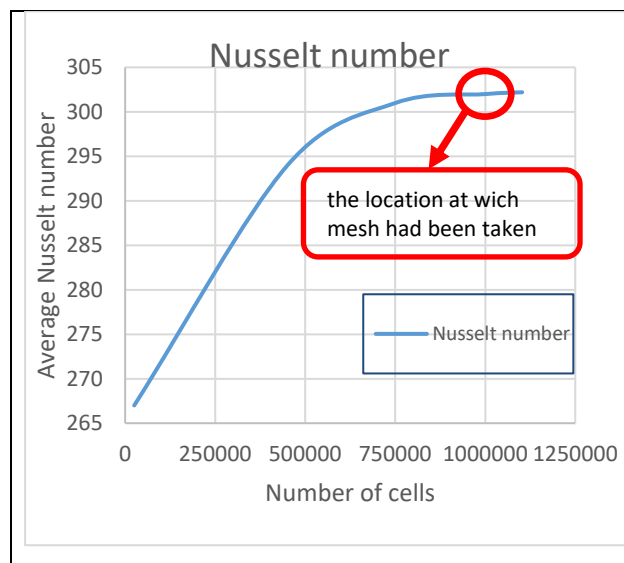 Nusselt number
305
300
295
290
285
280
275
270
265
Average Nusselt number
the location at wich
mesh had been taken
Nusselt number
0 250000 500000 750000 1000000 1250000
Number of cells